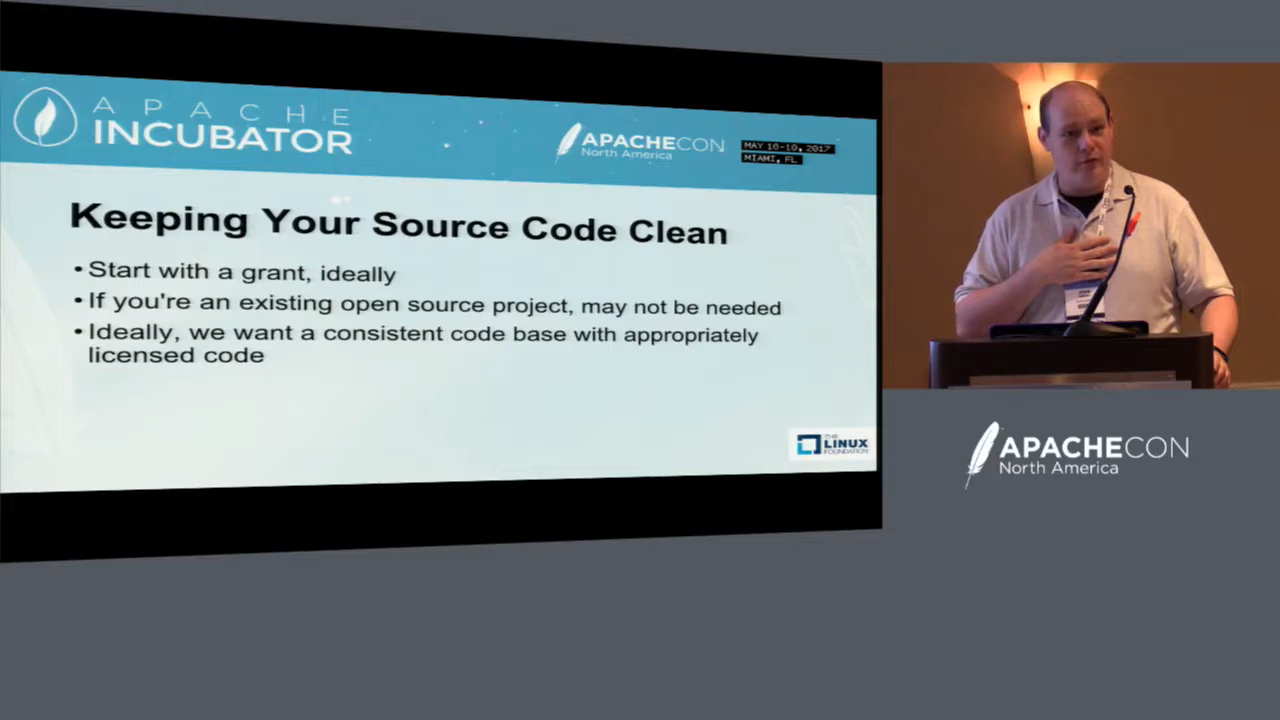 APACHE
INCUBATOR
APACHECON
North America
MAY 16-18, 2017
MIAMI, FL
Keeping Your Source Code Clean
• Start with a grant, ideally
• If you're an existing open source project, may not be needed
• Ideally, we want a consistent code base with appropriately
licensed code
THE
LINUX
FOUNDATION
APACHECON
North America